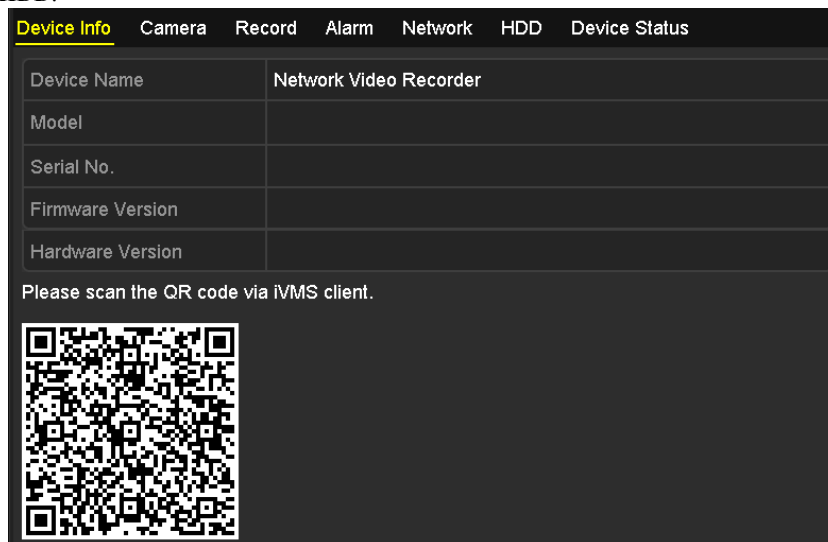 Device Info Camera Record Alarm Network HDD Device Status
Device Name Network Video Recorder
Model
Serial No.
Firmware Version
Hardware Version
Please scan the QR code via iVMS client.